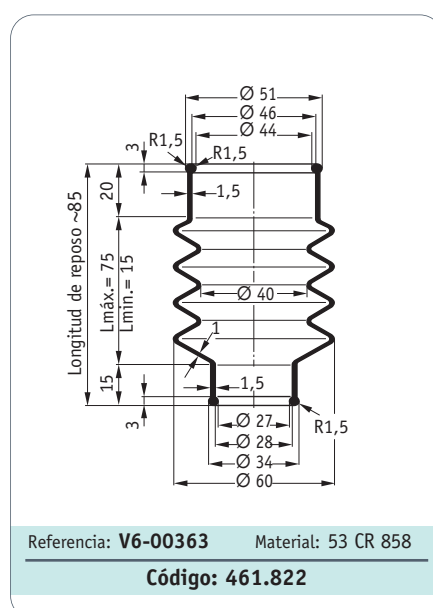 Ø 51
Ø 46
Ø 44
R1,5
R1,5
3
20
1,5
Longitud de reposo ~85
Lmáx.= 75
Lmin.= 15
Ø 40
1
15
1,5
3
Ø 27
R1,5
Ø 28
Ø 34
Ø 60
Referencia: V6-00363 Material: 53 CR 858
Código: 461.822